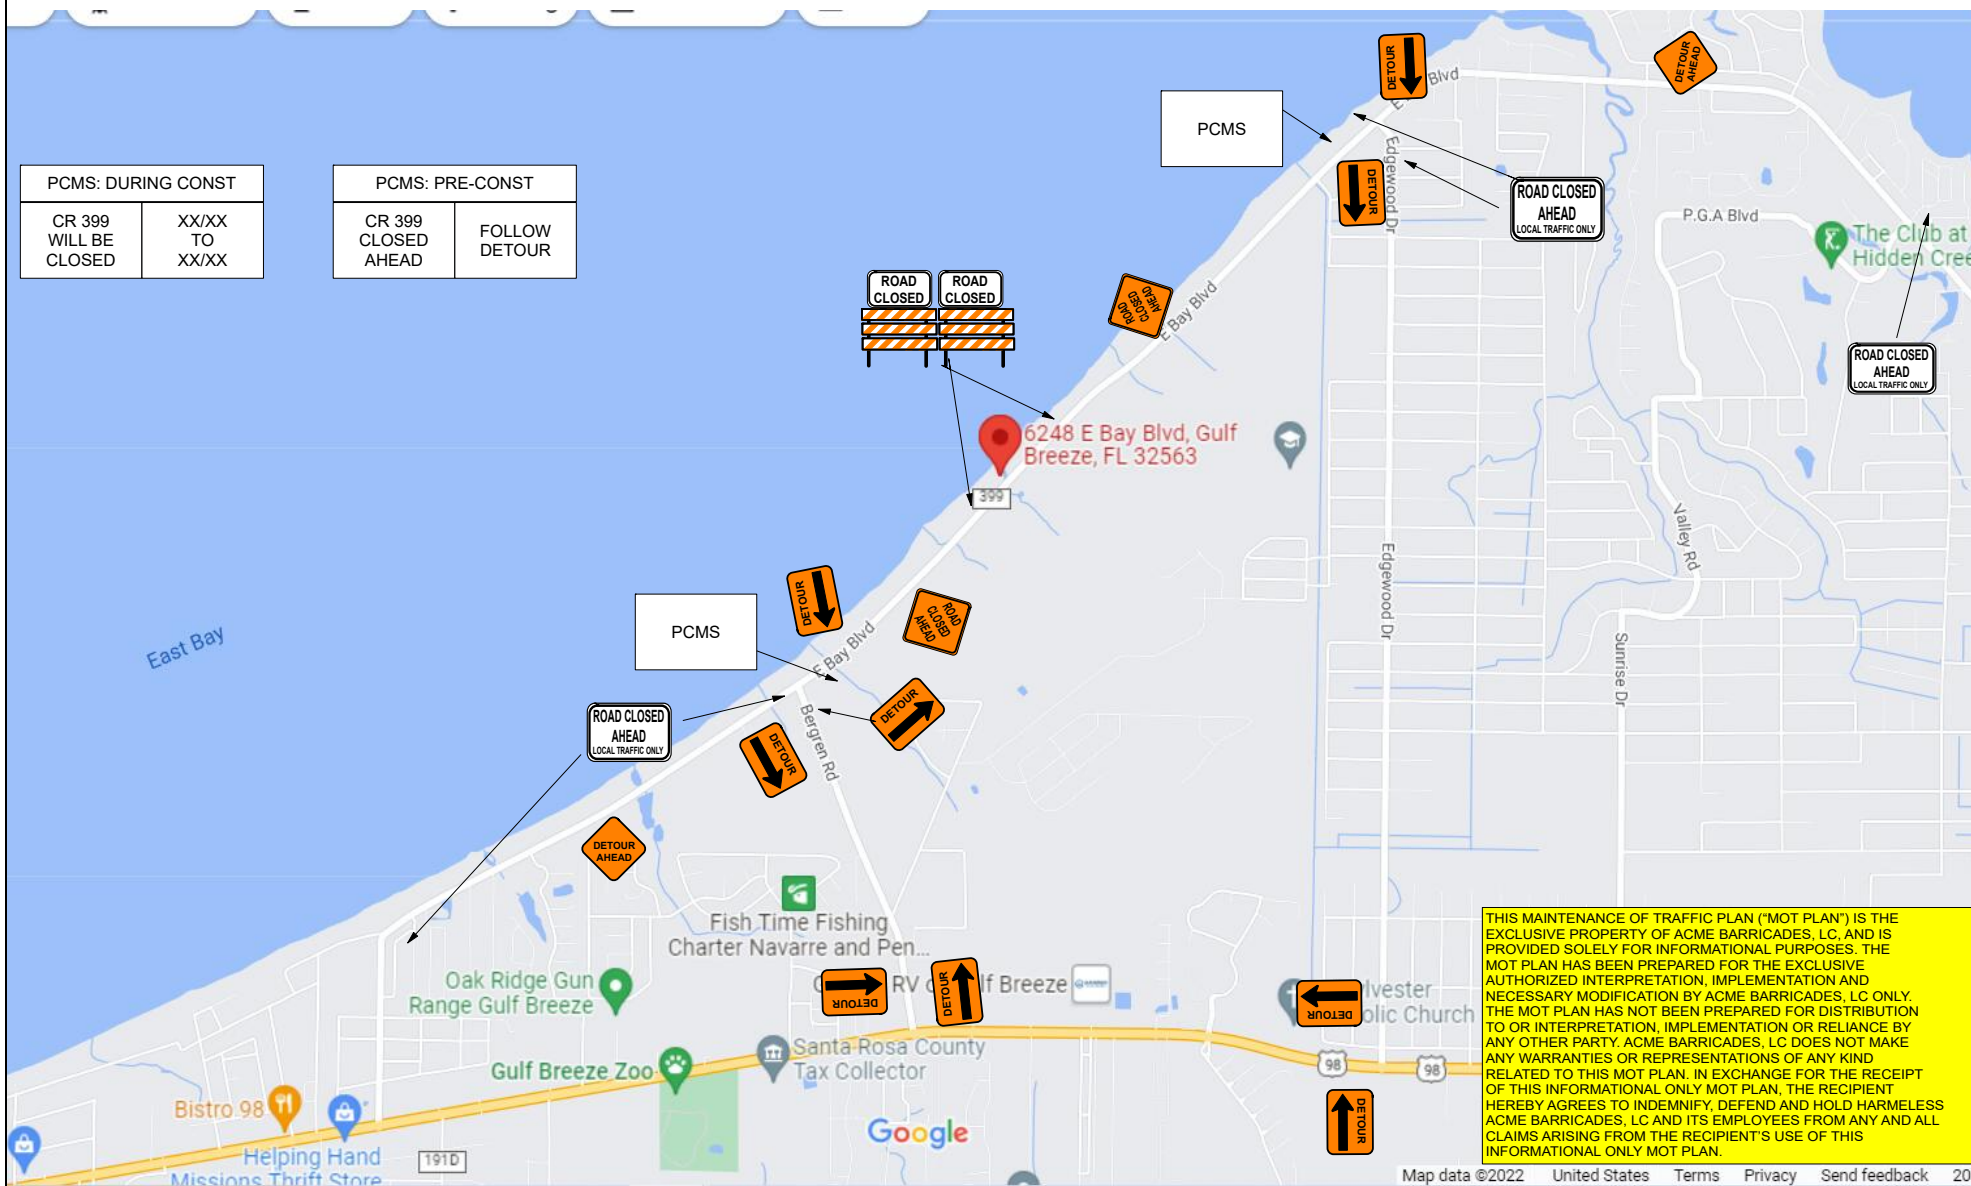 PCMS: DURING CONST
CR 399
WILL BE
CLOSED
XX/XX
TO
XX/XX
PCMS: PRE-CONST
CR 399
CLOSED
AHEAD
FOLLOW
DETOUR
PCMS
DETOUR
Blvd
DETOUR
AHEAD
DETOUR
Edgewood Dr
ROAD CLOSED
AHEAD
LOCAL TRAFFIC ONLY
P.G.A Blvd
The Club at
Hidden Cree
ROAD CLOSED
AHEAD
LOCAL TRAFFIC ONLY
ROAD
CLOSED
ROAD
CLOSED
ROAD
CLOSED
AHEAD
E Bay Blvd
6248 E Bay Blvd, Gulf
Breeze, FL 32563
399
Valley Rd
Edgewood Dr
Sunrise Dr
East Bay
DETOUR
ROAD
CLOSED
AHEAD
PCMS
E Bay Blvd
DETOUR
Bergren Rd
ROAD CLOSED
AHEAD
LOCAL TRAFFIC ONLY
DETOUR
DETOUR
AHEAD
Fish Time Fishing
Charter Navarre and Pen...
Oak Ridge Gun
Range Gulf Breeze
DETOUR
RV
DETOUR
lf Breeze
DETOUR
lvester
olic Church
Gulf Breeze Zoo
Santa Rosa County
Tax Collector
98
98
DETOUR
Bistro 98
Helping Hand
Missions Thrift Store
191D
Google
THIS MAINTENANCE OF TRAFFIC PLAN (“MOT PLAN”) IS THE
EXCLUSIVE PROPERTY OF ACME BARRICADES, LC, AND IS
PROVIDED SOLELY FOR INFORMATIONAL PURPOSES. THE
MOT PLAN HAS BEEN PREPARED FOR THE EXCLUSIVE
AUTHORIZED INTERPRETATION, IMPLEMENTATION AND
NECESSARY MODIFICATION BY ACME BARRICADES, LC ONLY.
THE MOT PLAN HAS NOT BEEN PREPARED FOR DISTRIBUTION
TO OR INTERPRETATION, IMPLEMENTATION OR RELIANCE BY
ANY OTHER PARTY. ACME BARRICADES, LC DOES NOT MAKE
ANY WARRANTIES OR REPRESENTATIONS OF ANY KIND
RELATED TO THIS MOT PLAN. IN EXCHANGE FOR THE RECEIPT
OF THIS INFORMATIONAL ONLY MOT PLAN, THE RECIPIENT
HEREBY AGREES TO INDEMNIFY, DEFEND AND HOLD HARMELESS
ACME BARRICADES, LC AND ITS EMPLOYEES FROM ANY AND ALL
CLAIMS ARISING FROM THE RECIPIENT'S USE OF THIS
INFORMATIONAL ONLY MOT PLAN.
Map data ©2022 United States Terms Privacy Send feedback 20